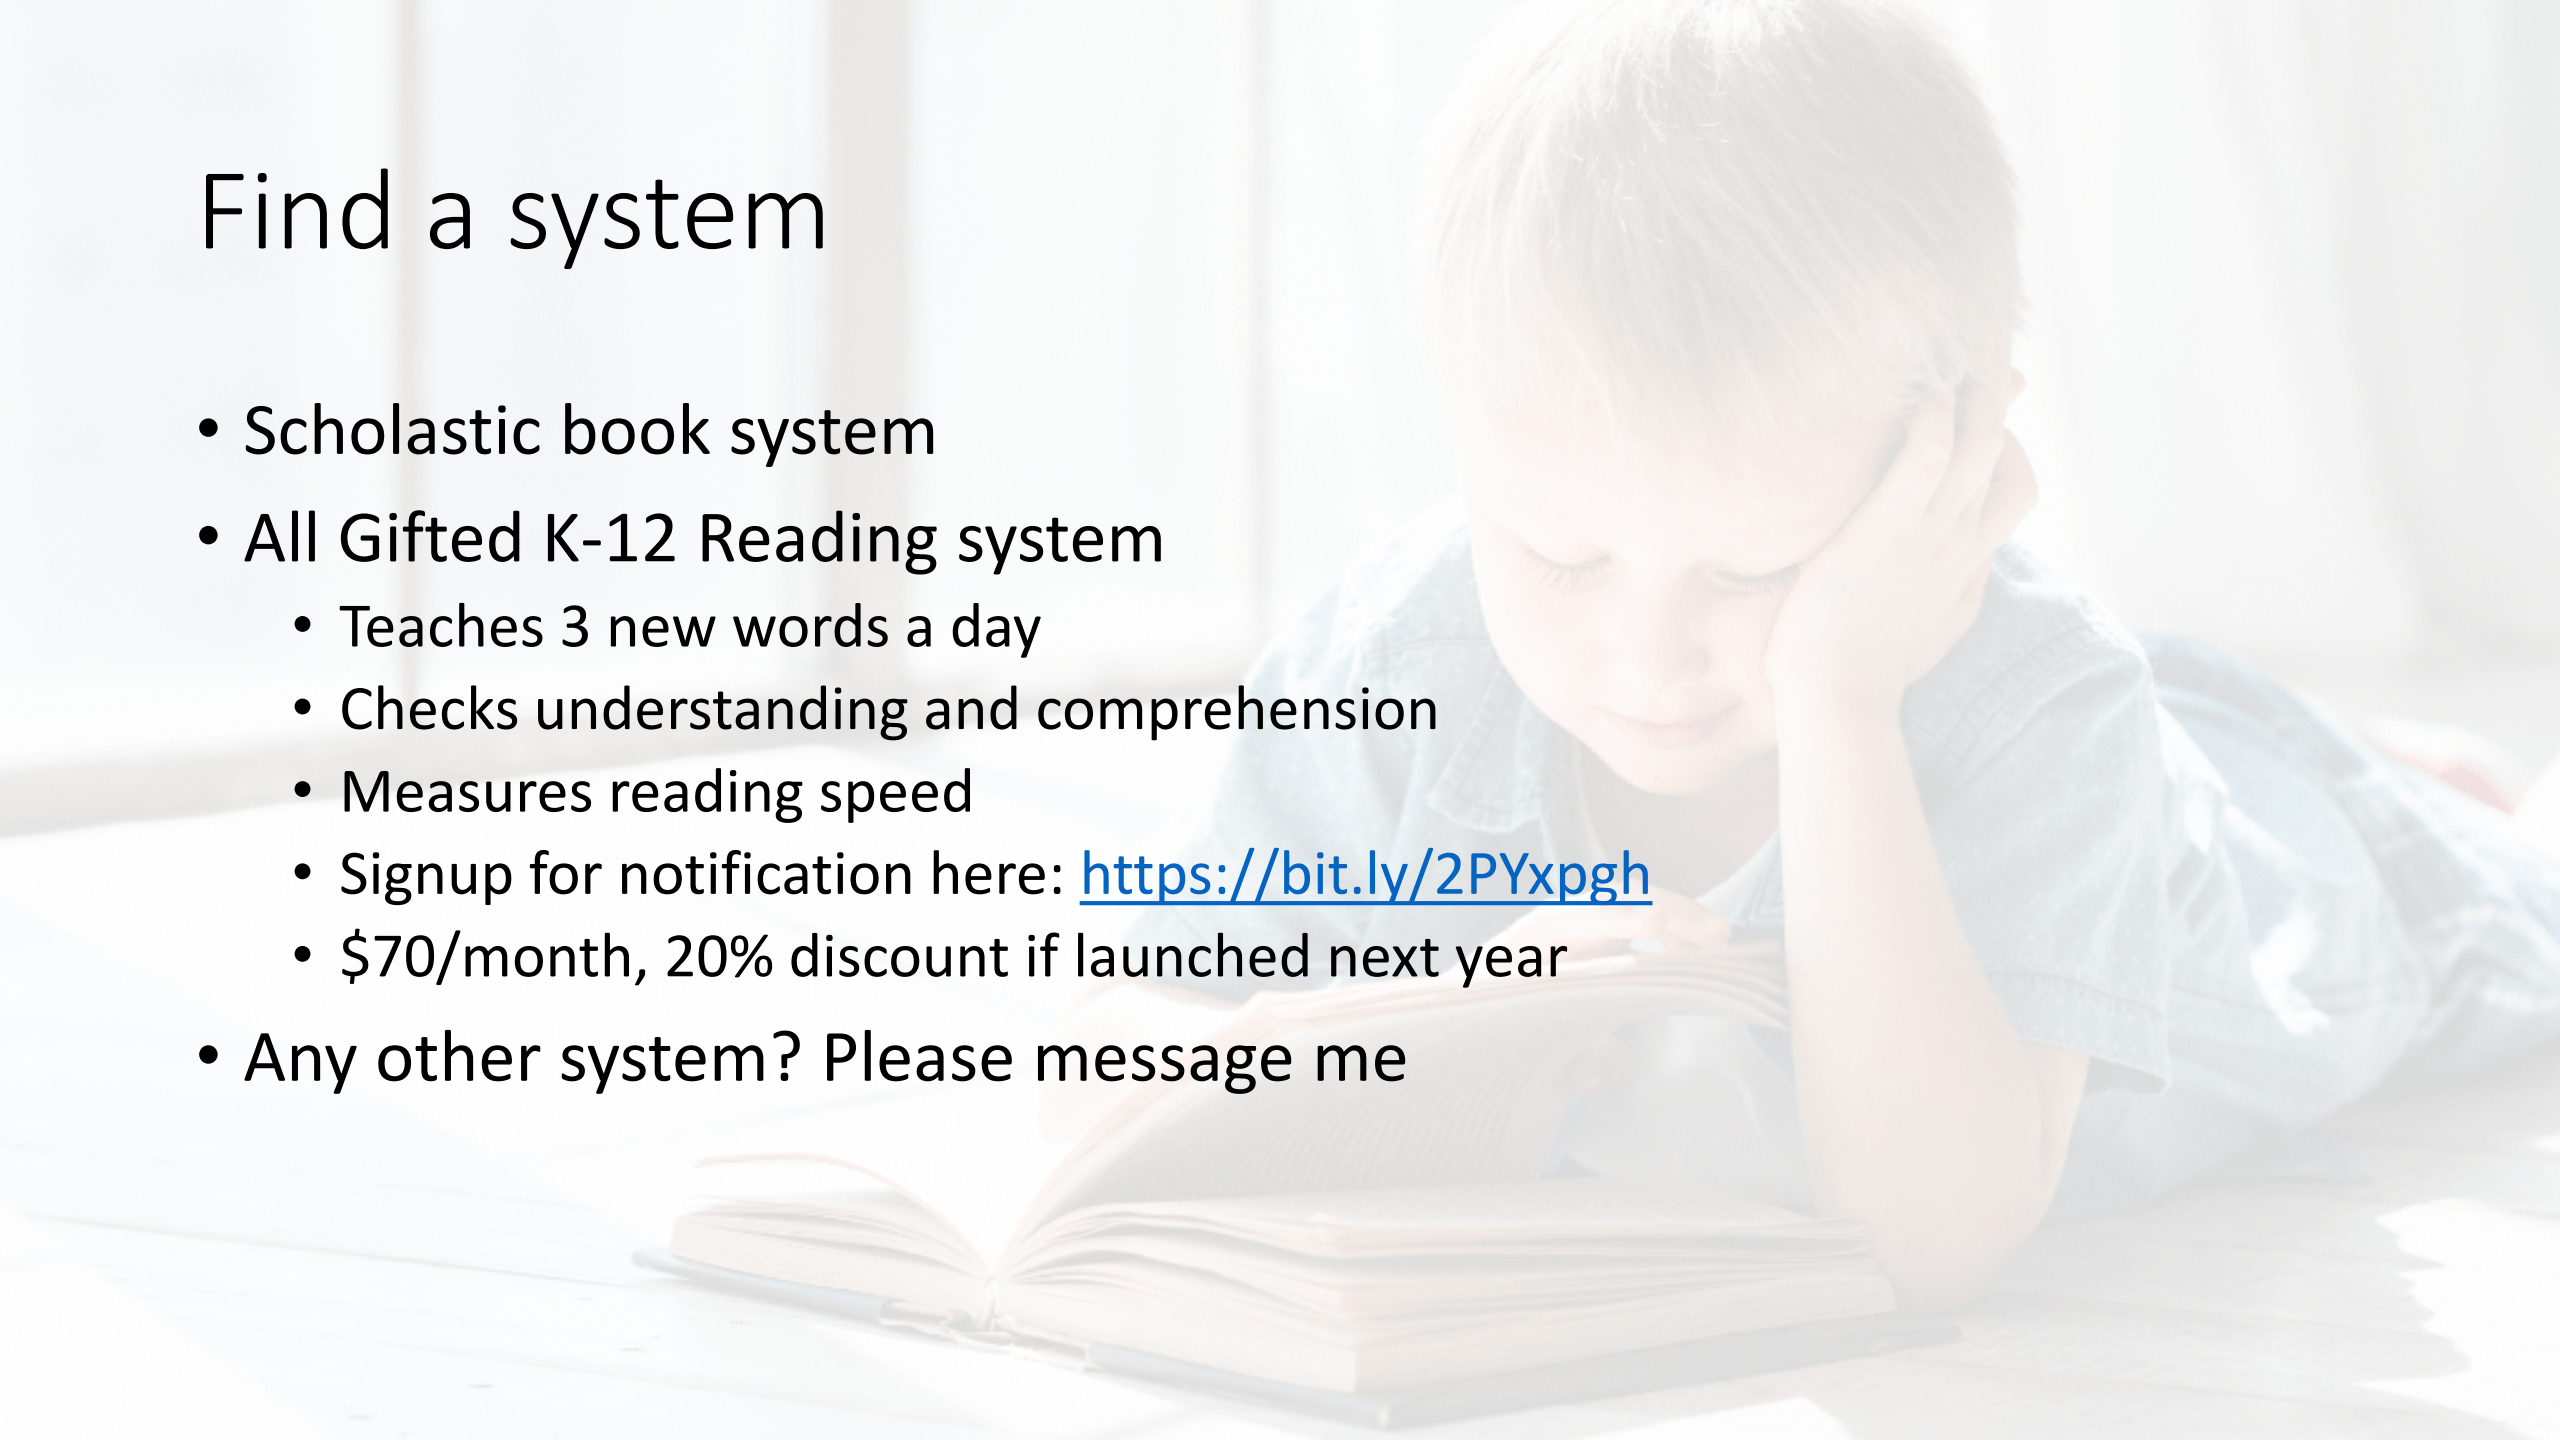 Find a system
• Scholastic book system
• All Gifted K-12 Reading system
• Teaches 3 new words a day
• Checks understanding and comprehension
• Measures reading speed
• Signup for notification here: https://bit.ly/2PYxpgh
• $70/month, 20% discount if launched next year
• Any other system? Please message me